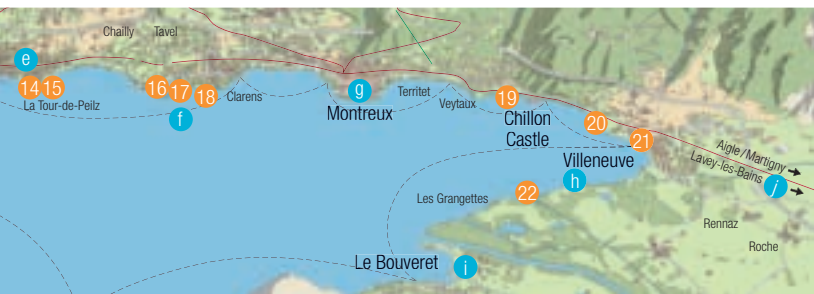 Chailly
Tavel
e
14
15
La Tour-de-Peilz
16
17
18
f
Clarens
g
Montreux
Territet
Veytaux
19
Chillon
Castle
20
21
Villeneuve
h
22
Les Grangettes
Aigle/Martigny
Lavey-les-Bains
j
Rennaz
Roche
Le Bouveret
i